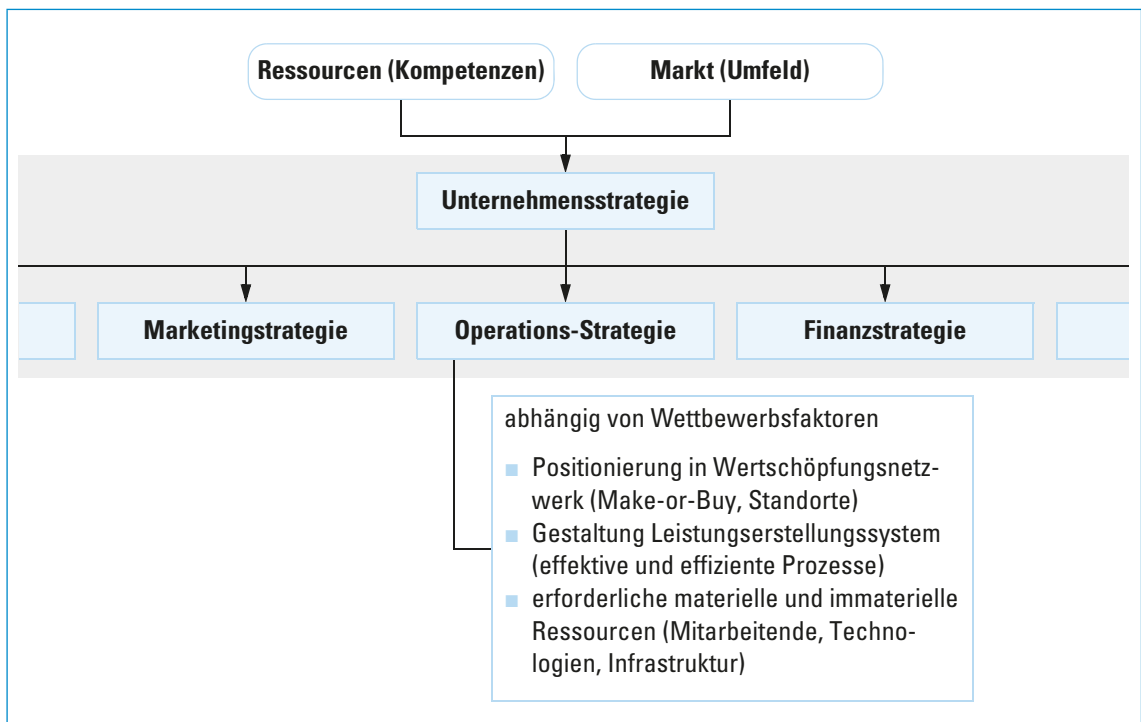 Ressourcen (Kompetenzen)
Markt (Umfeld)
Unternehmensstrategie
Marketingstrategie
Operations-Strategie
Finanzstrategie
abhängig von Wettbewerbsfaktoren
■ Positionierung in Wertschöpfungsnetz-
werk (Make-or-Buy, Standorte)
■ Gestaltung Leistungserstellungssystem
(effektive und effiziente Prozesse)
■ erforderliche materielle und immaterielle
Ressourcen (Mitarbeitende, Techno-
logien, Infrastruktur)